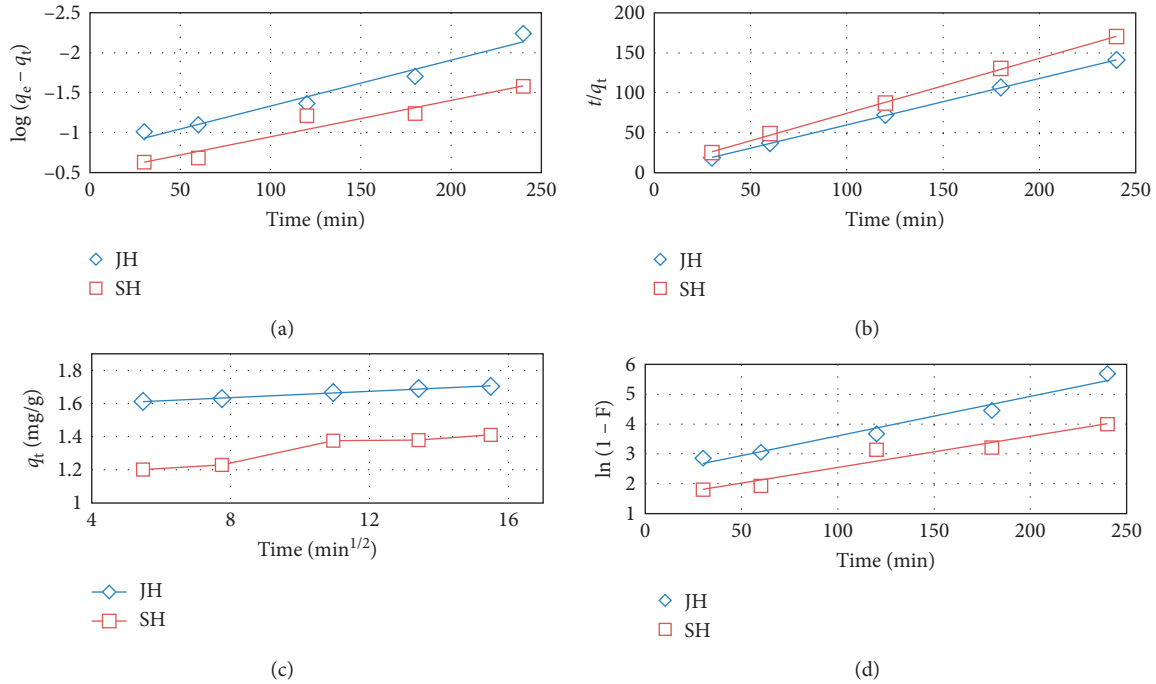 log (qe – qt)
–2.5
–2
–1.5
–1
–0.5
0 50 100 150 200 250
Time (min)
JH
SH
(a)
t/qt
200
150
100
50
0
0 50 100 150 200 250
Time (min)
JH
SH
(b)
qt (mg/g)
1.8
1.6
1.4
1.2
1
4 8 12 16
Time (min1/2)
JH
SH
(c)
ln (1 – F)
6
5
4
3
2
1
0 50 100 150 200 250
Time (min)
JH
SH
(d)